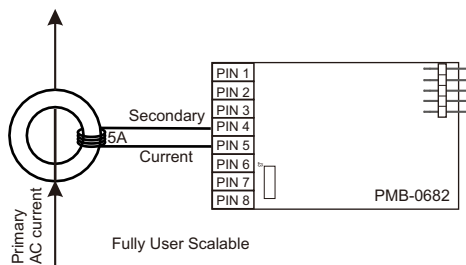 PIN 1
PIN 2
PIN 3
Secondary
PIN 4
5A
PIN 5
Current
PIN 6
PIN 7
PMB-0682
PIN 8
Primary
AC current
Fully User Scalable